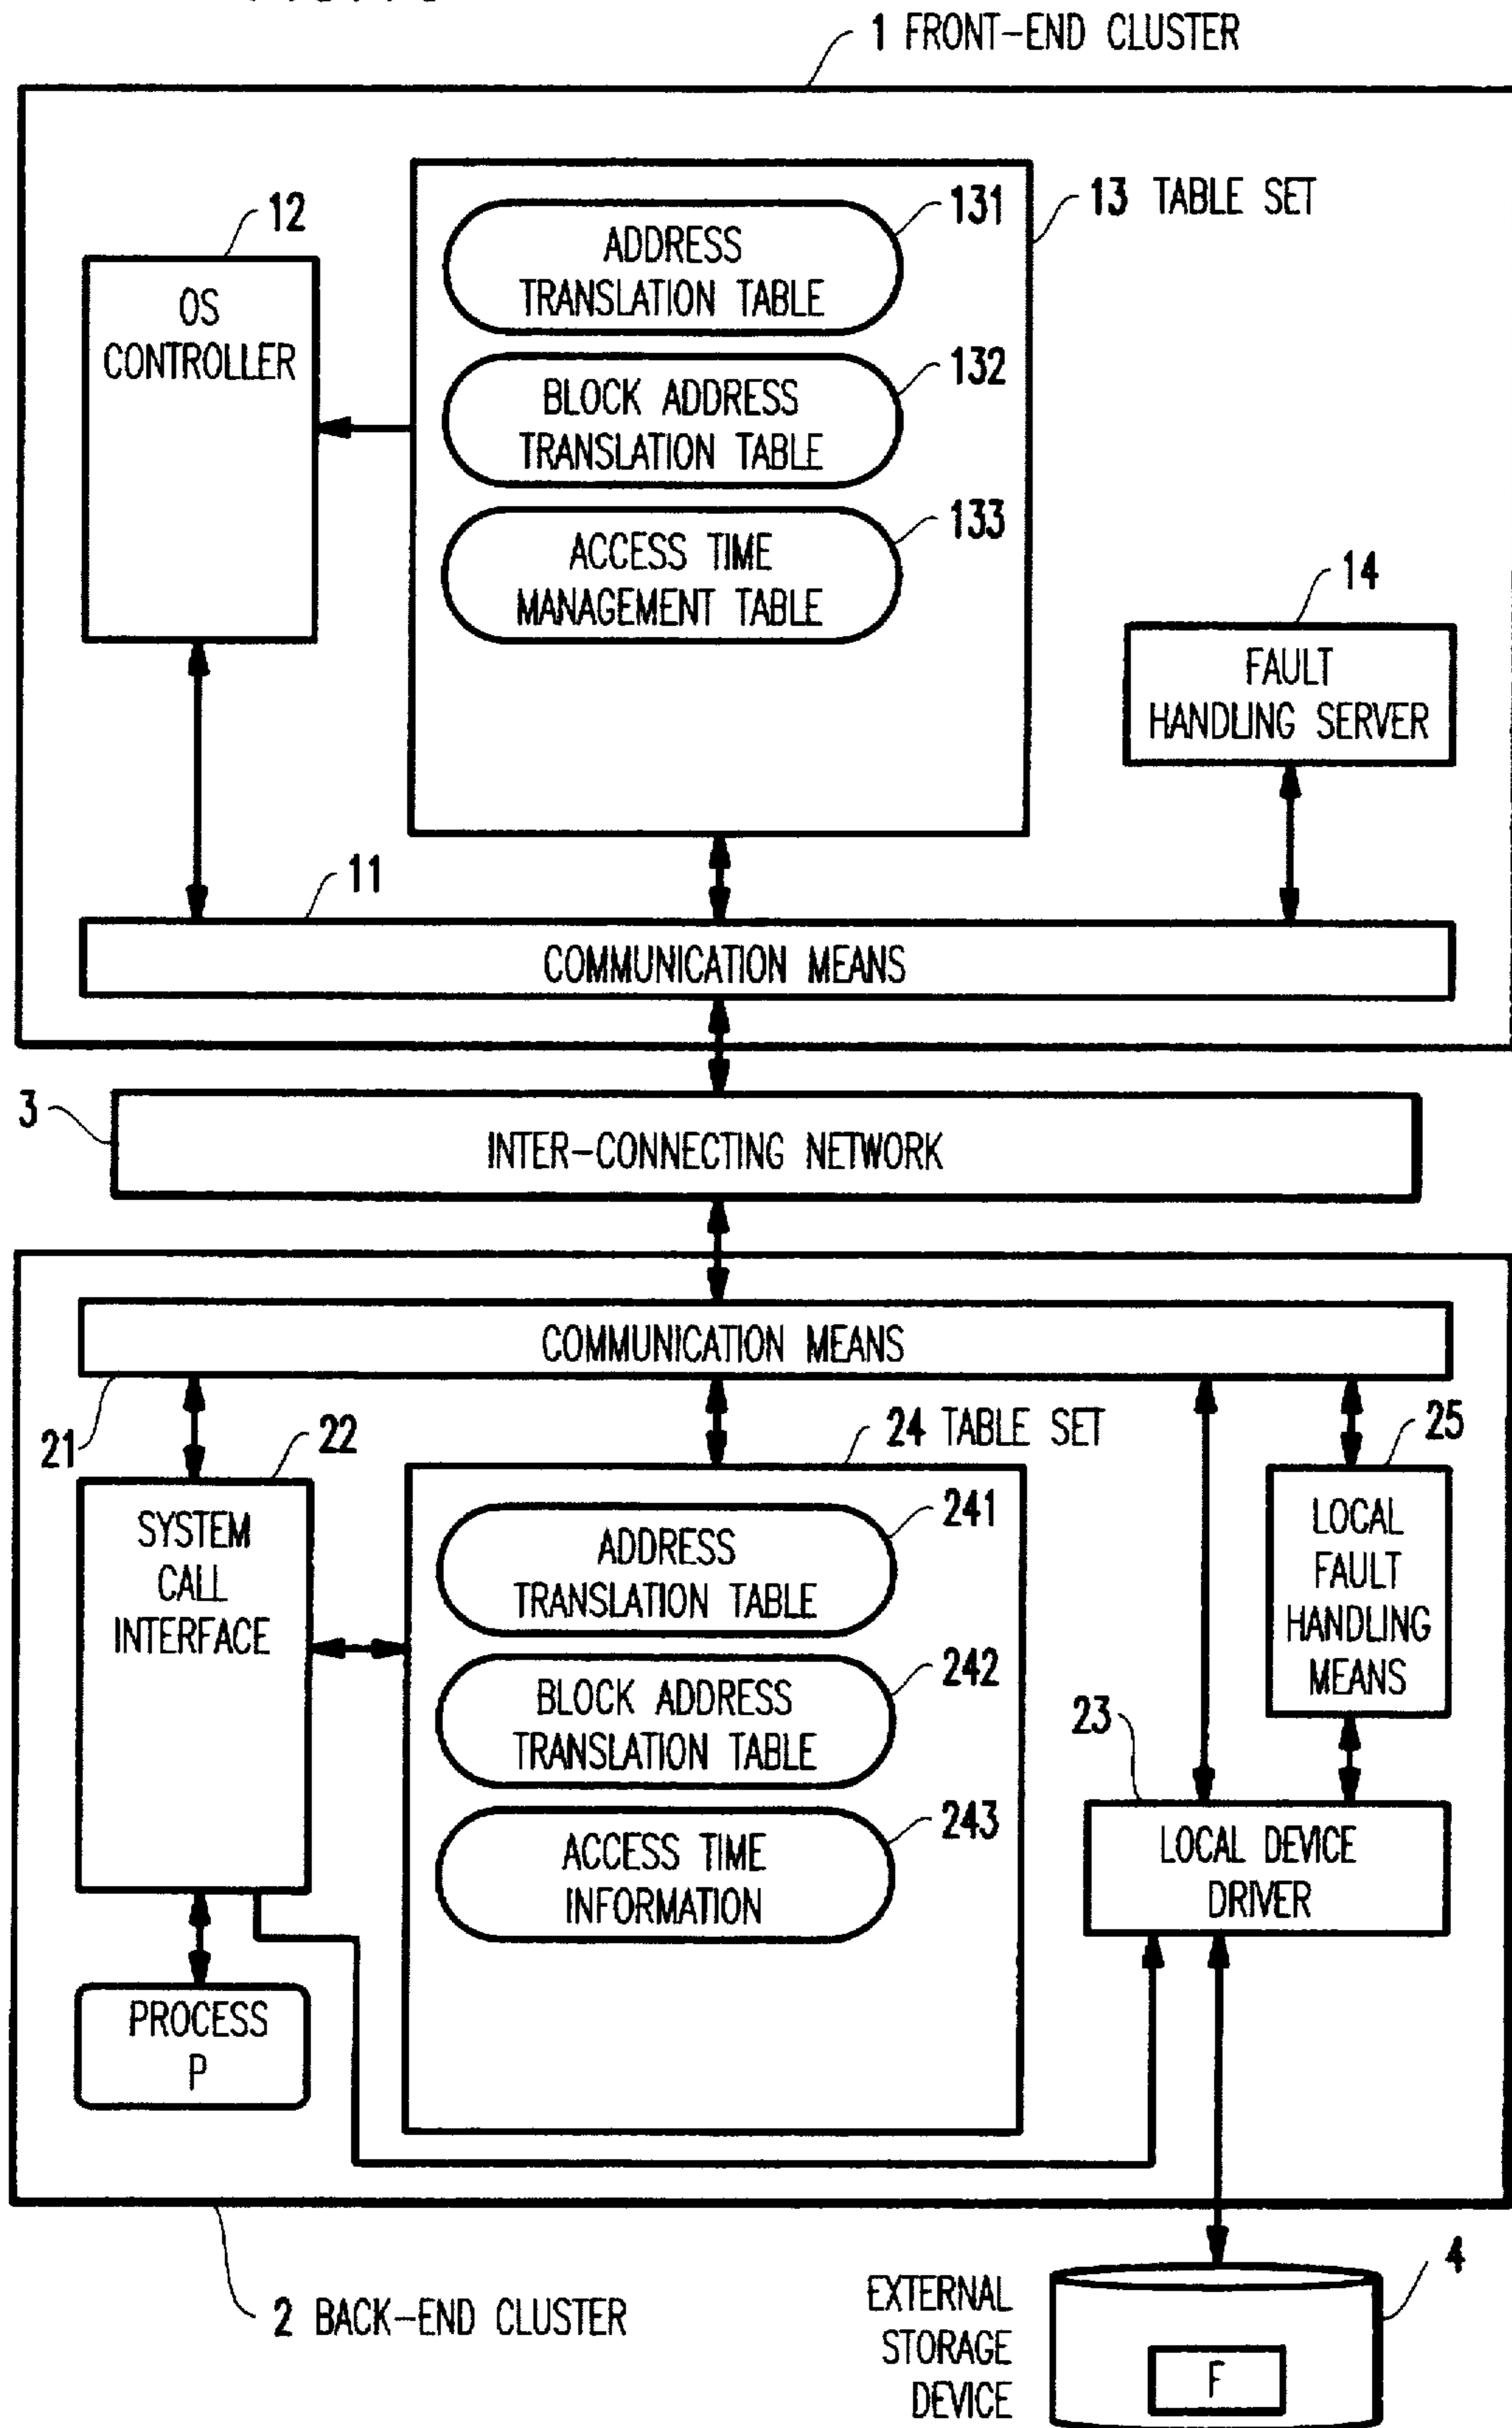 1 FRONT-END CLUSTER
13 TABLE SET
12
OS
CONTROLLER
131
ADDRESS
TRANSLATION TABLE
132
BLOCK ADDRESS
TRANSLATION TABLE
133
ACCESS TIME
MANAGEMENT TABLE
14
FAULT
HANDLING SERVER
11
COMMUNICATION MEANS
3
INTER-CONNECTING NETWORK
COMMUNICATION MEANS
21
22
24 TABLE SET
25
SYSTEM
CALL
INTERFACE
241
ADDRESS
TRANSLATION TABLE
242
BLOCK ADDRESS
TRANSLATION TABLE
243
ACCESS TIME
INFORMATION
LOCAL
FAULT
HANDLING
MEANS
23
LOCAL DEVICE
DRIVER
PROCESS
P
2 BACK-END CLUSTER
EXTERNAL
STORAGE
DEVICE
4
F